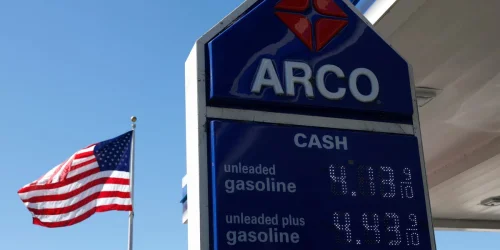 ARCO
CASH
unleaded
gasoline 4.13 9/10
unleaded plus
gasoline 4.43 9/10